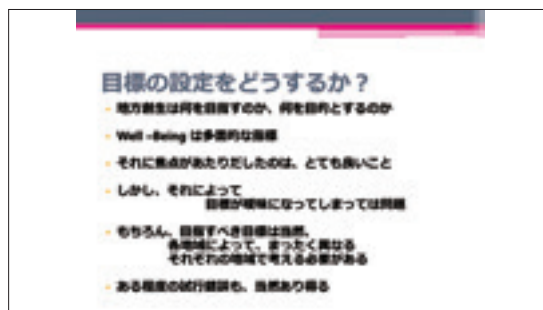 目標の設定をどうするか?
地方創生は何を目指すのか、何を目的とするのか
Well -Being は多面的な指標
それに焦点があたりだしたのは、とても良いこと
しかし、それによって
目標が曖昧になってしまっては問題
もちろん、目指すべき目標は当然、
各地域によって、まったく異なる
それぞれの地域で考える必要がある
ある程度の試行錯誤も、当然あり得る